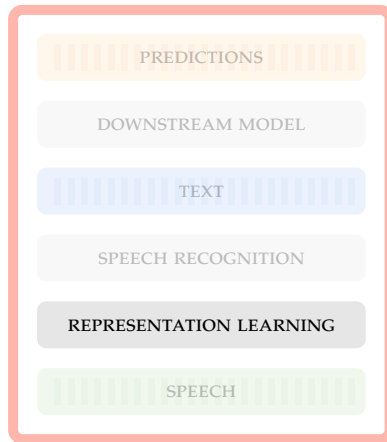 PREDICTIONS
DOWNSTREAM MODEL
TEXT
SPEECH RECOGNITION
REPRESENTATION LEARNING
SPEECH